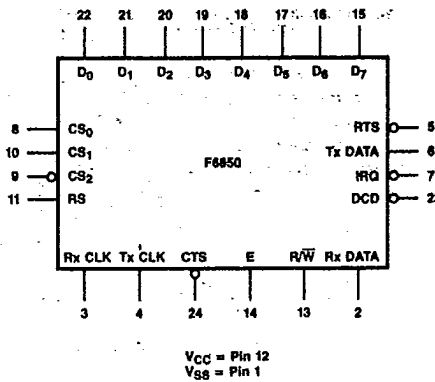 22 21 20 19 18 17 16 15
D0 D1 D2 D3 D4 D5 D6 D7
8 CS0 RTS 5
10 CS1 Tx DATA 6
F6850
9 CS2 IRQ 7
11 RS DCD 2
Rx CLK Tx CLK CTS E R/W̅ Rx DATA
3 4 24 14 13 2
VCC = Pin 12
VSS = Pin 1